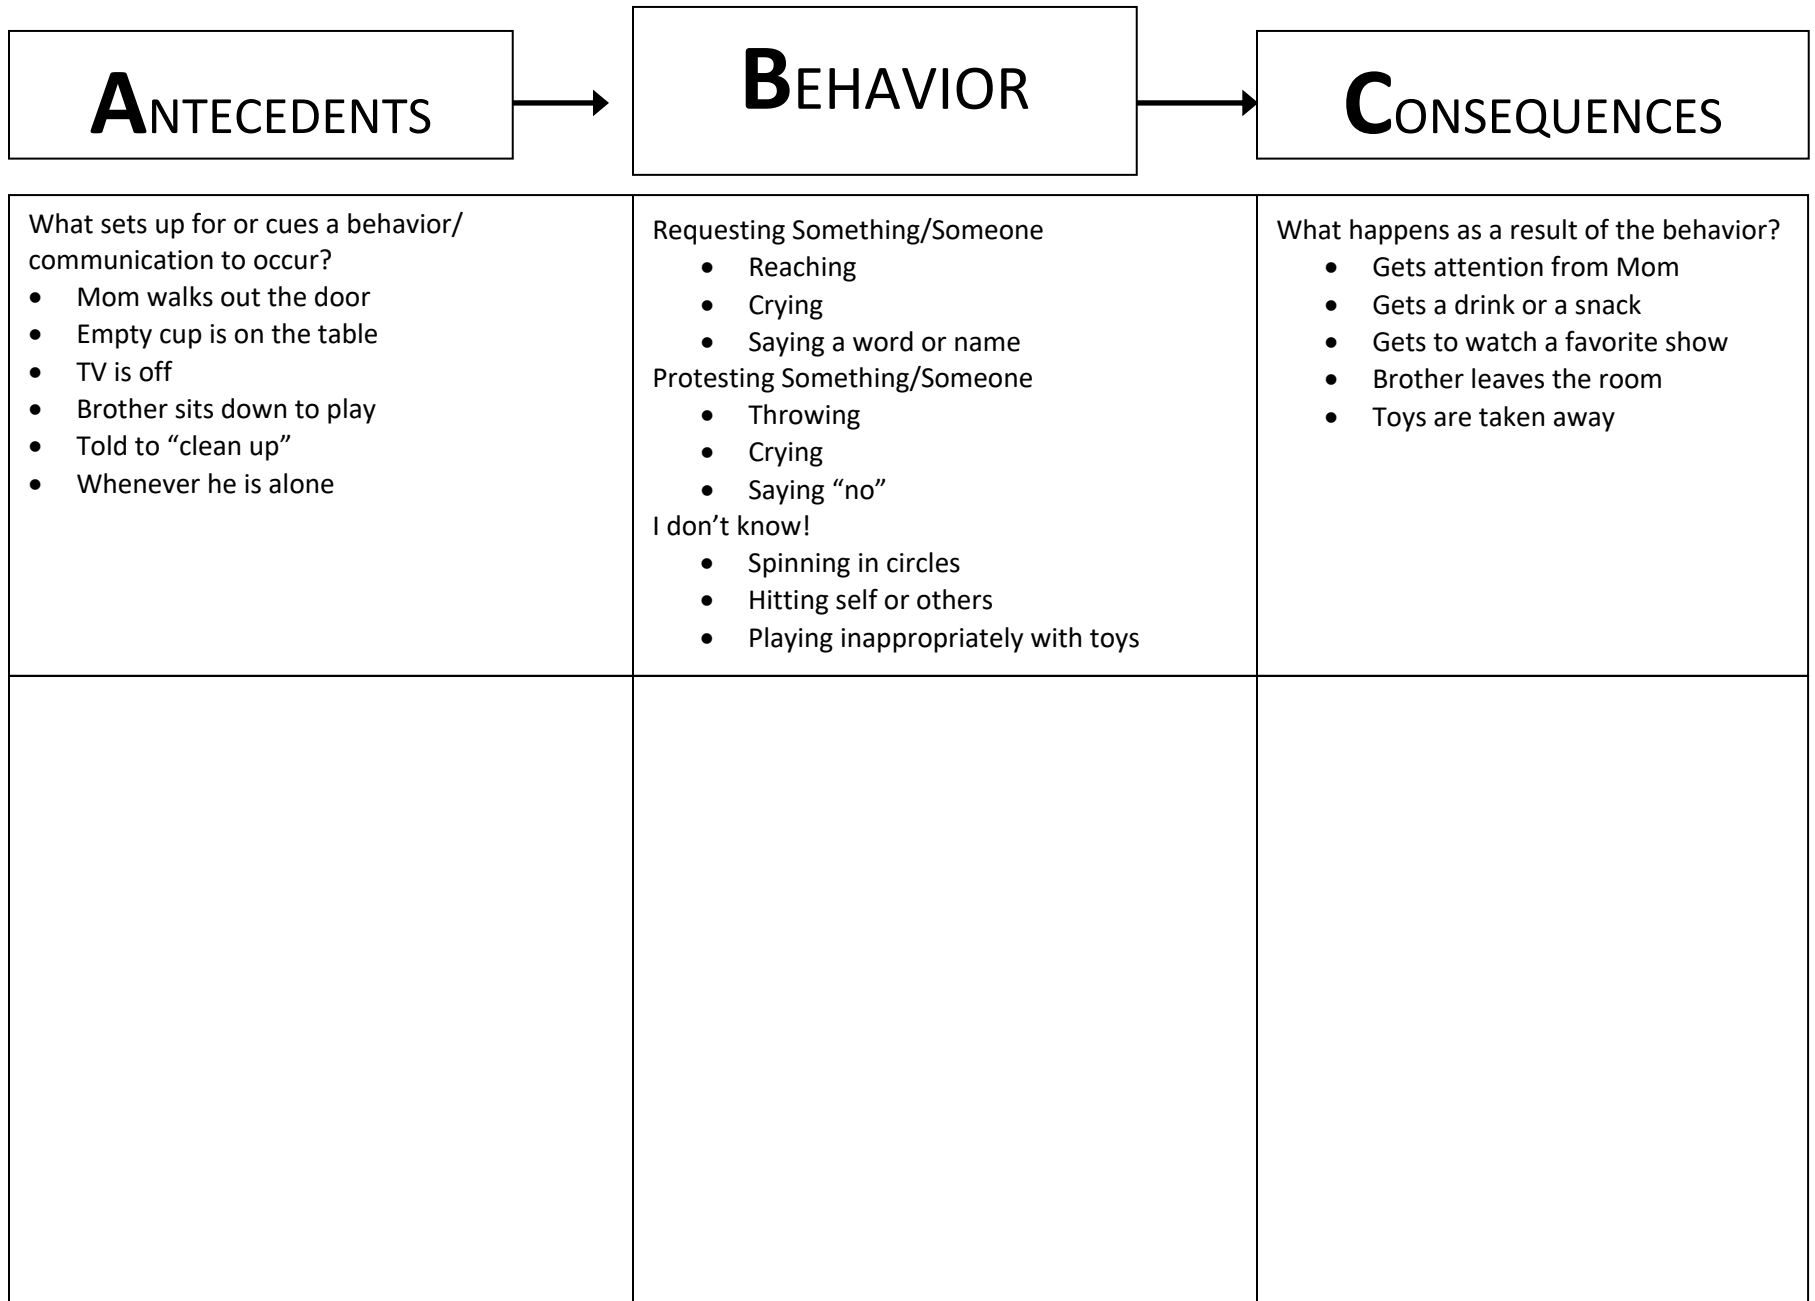 ANTECEDENTS
BEHAVIOR
CONSEQUENCES
What sets up for or cues a behavior/
communication to occur?
• Mom walks out the door
• Empty cup is on the table
• TV is off
• Brother sits down to play
• Told to “clean up”
• Whenever he is alone
Requesting Something/Someone
• Reaching
• Crying
• Saying a word or name
Protesting Something/Someone
• Throwing
• Crying
• Saying “no”
I don’t know!
• Spinning in circles
• Hitting self or others
• Playing inappropriately with toys
What happens as a result of the behavior?
• Gets attention from Mom
• Gets a drink or a snack
• Gets to watch a favorite show
• Brother leaves the room
• Toys are taken away